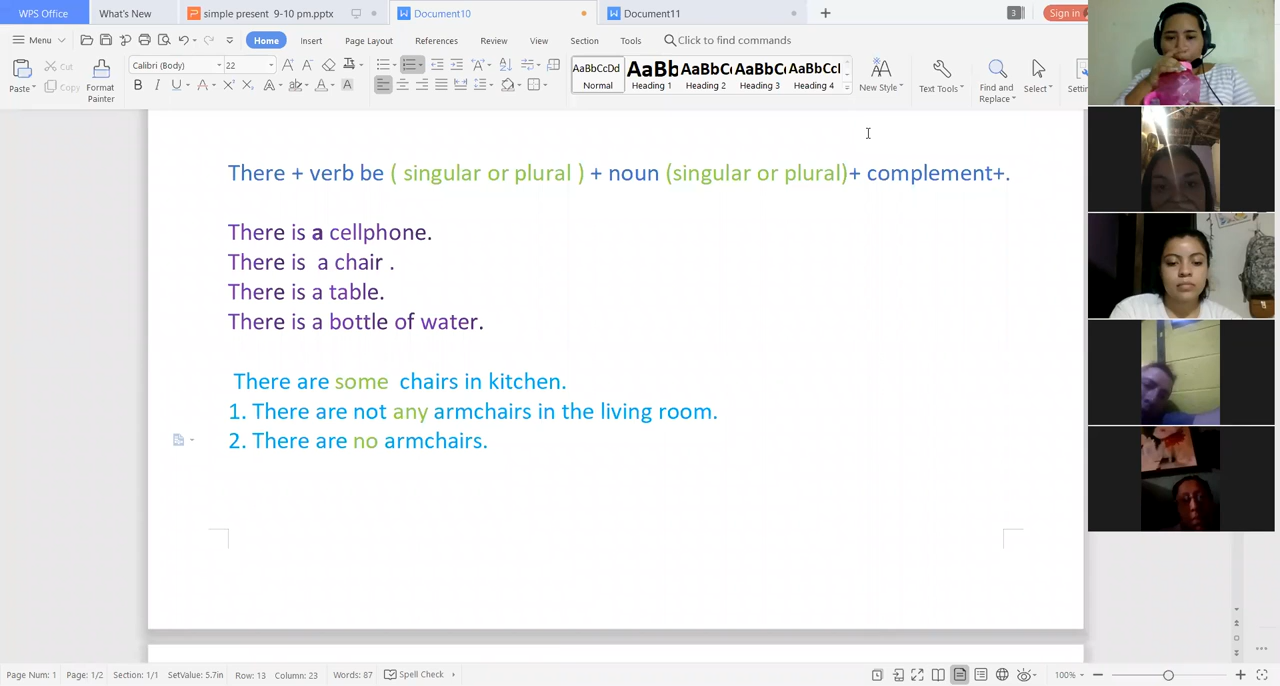 WPS Office What's New simple present 9-10 pm.pptx Document10 Document11 + 3 Sign in
Menu Home Insert Page Layout References Review View Section Tools Click to find commands
Paste Cut Copy Format Painter Calibri (Body) 22 AaBbCcDd Normal AaBb Heading 1 AaBbC Heading 2 AaBbC Heading 3 AaBbCcI Heading 4 New Style Text Tools Find and Replace Select
There + verb be ( singular or plural ) + noun (singular or plural)+ complement+.
There is a cellphone.
There is a chair .
There is a table.
There is a bottle of water.
There are some chairs in kitchen.
1. There are not any armchairs in the living room.
2. There are no armchairs.
Page Num: 1 Page: 1/2 Section: 1/1 SetValue: 5.7in Row: 13 Column: 23 Words: 87 Spell Check 100%